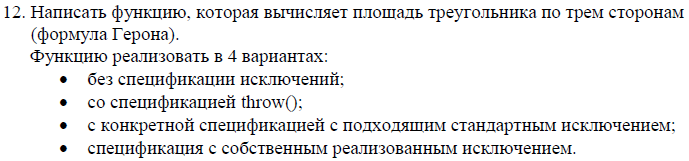 12. Написать функцию, которая вычисляет площадь треугольника по трем сторонам
(формула Герона).
Функцию реализовать в 4 вариантах:
• без спецификации исключений;
• со спецификацией throw();
• с конкретной спецификацией с подходящим стандартным исключением;
• спецификация с собственным реализованным исключением.